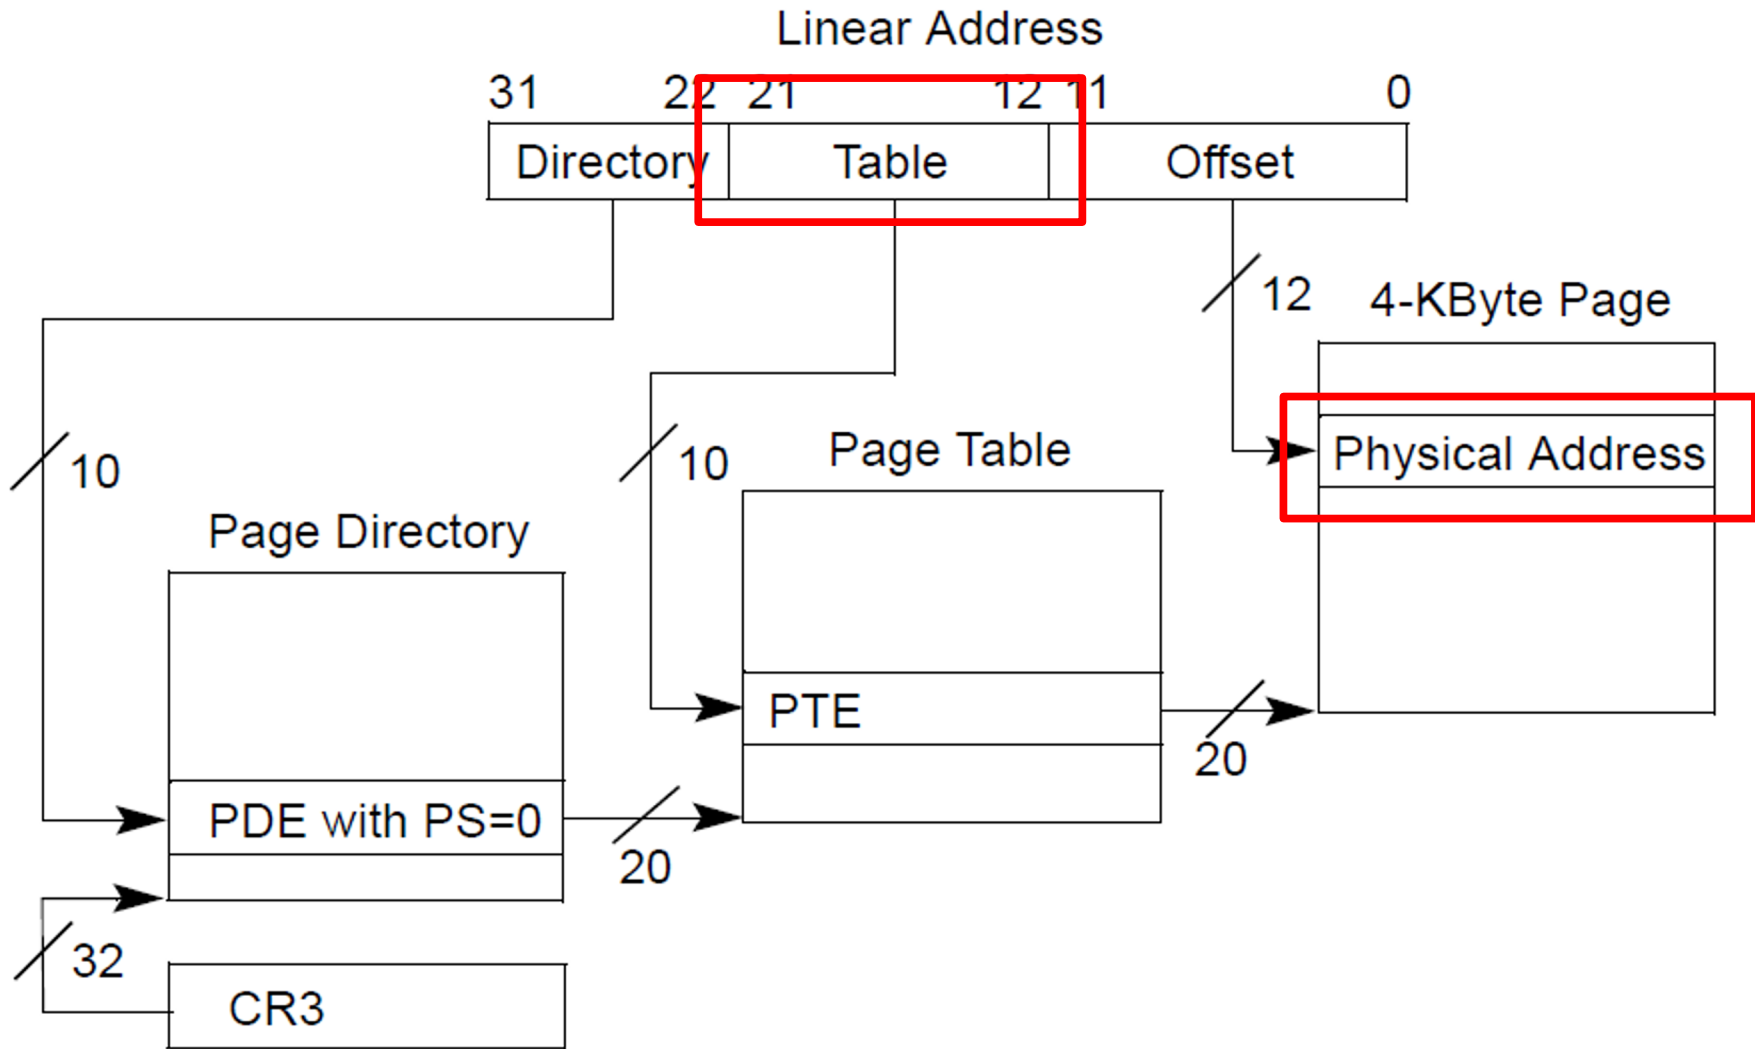 Linear Address
31 22 21 12 11 0
Directory Table Offset
12
4-KByte Page
Physical Address
10
10
Page Table
Page Directory
PTE
20
PDE with PS=0
20
32
CR3